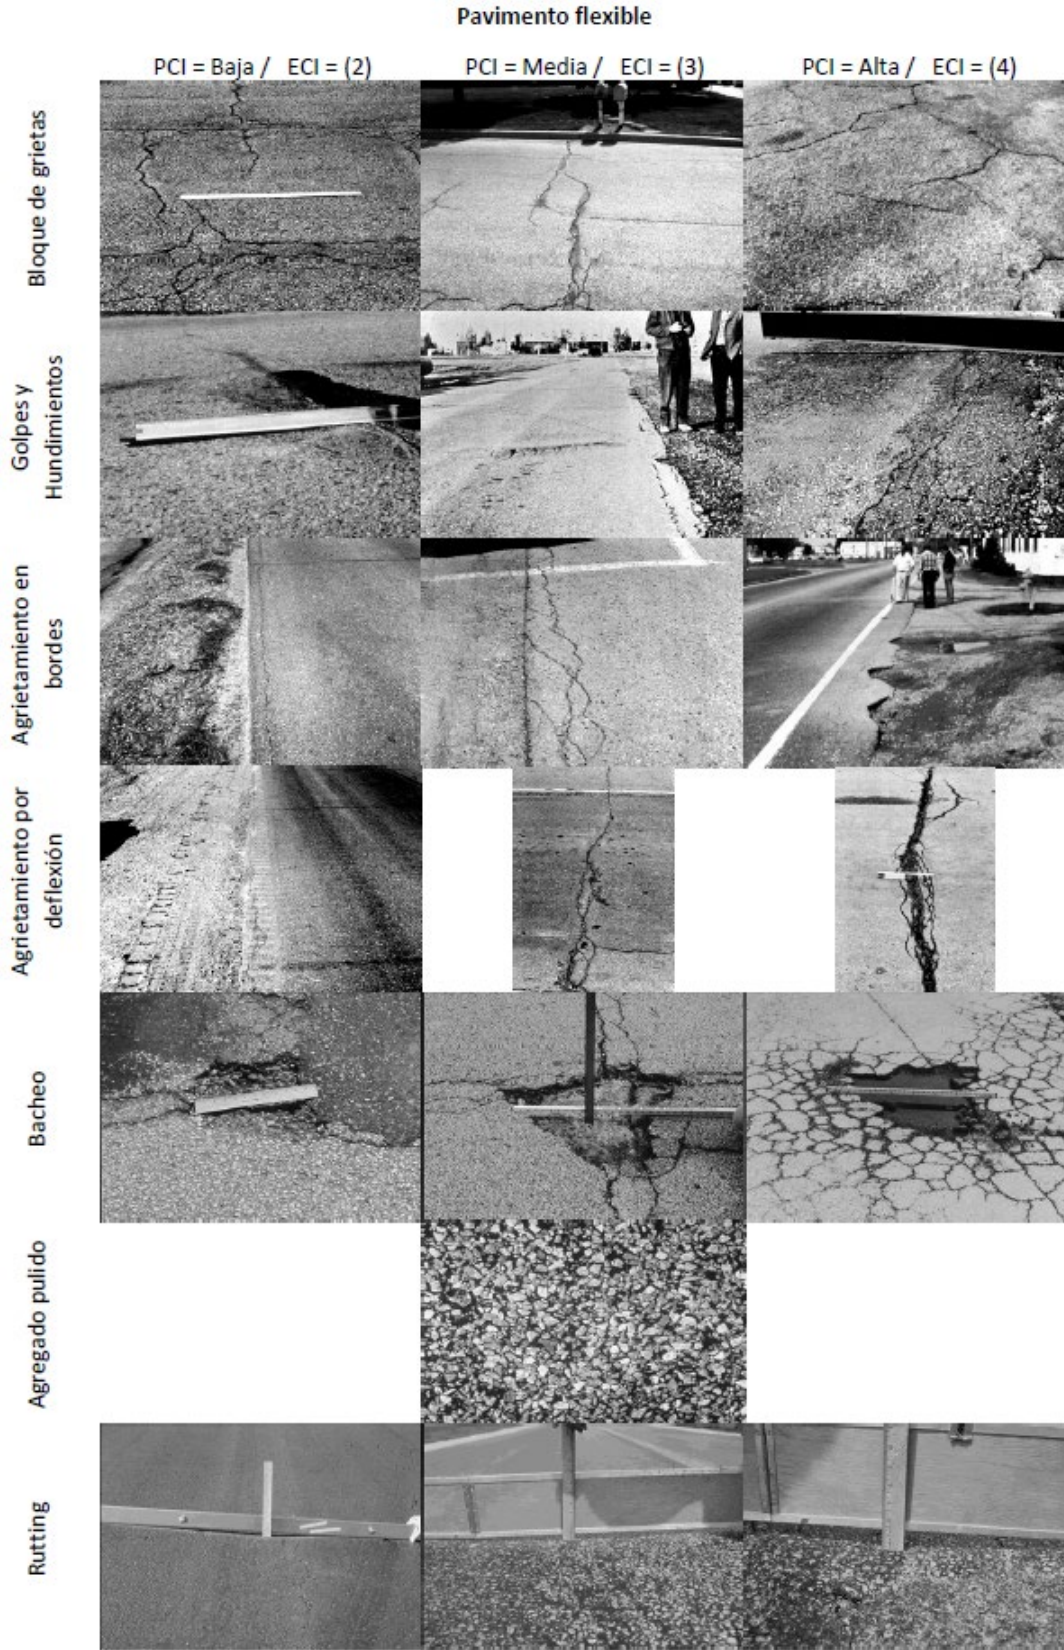 Pavimento flexible
PCI = Baja / ECI = (2)
PCI = Media / ECI = (3)
PCI = Alta / ECI = (4)
Bloque de grietas
Golpes y
Hundimientos
Agrietamiento en
bordes
Agrietamiento por
deflexión
Bacheo
Agregado pulido
Rutting